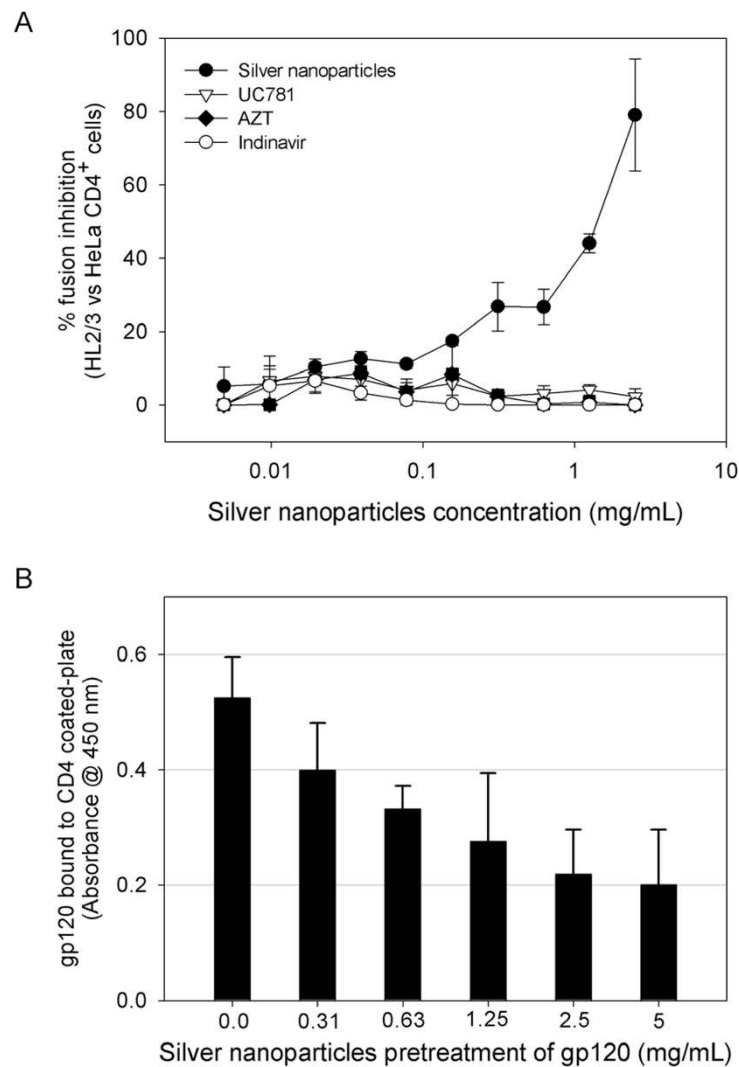 A
% fusion inhibition
(HL2/3 vs HeLa CD4+ cells)
100
80
60
40
20
0
Silver nanoparticles
UC781
AZT
Indinavir
0.01 0.1 1 10
Silver nanoparticles concentration (mg/mL)
B
gp120 bound to CD4 coated-plate
(Absorbance @ 450 nm)
0.6
0.4
0.2
0.0
0.0 0.31 0.63 1.25 2.5 5
Silver nanoparticles pretreatment of gp120 (mg/mL)